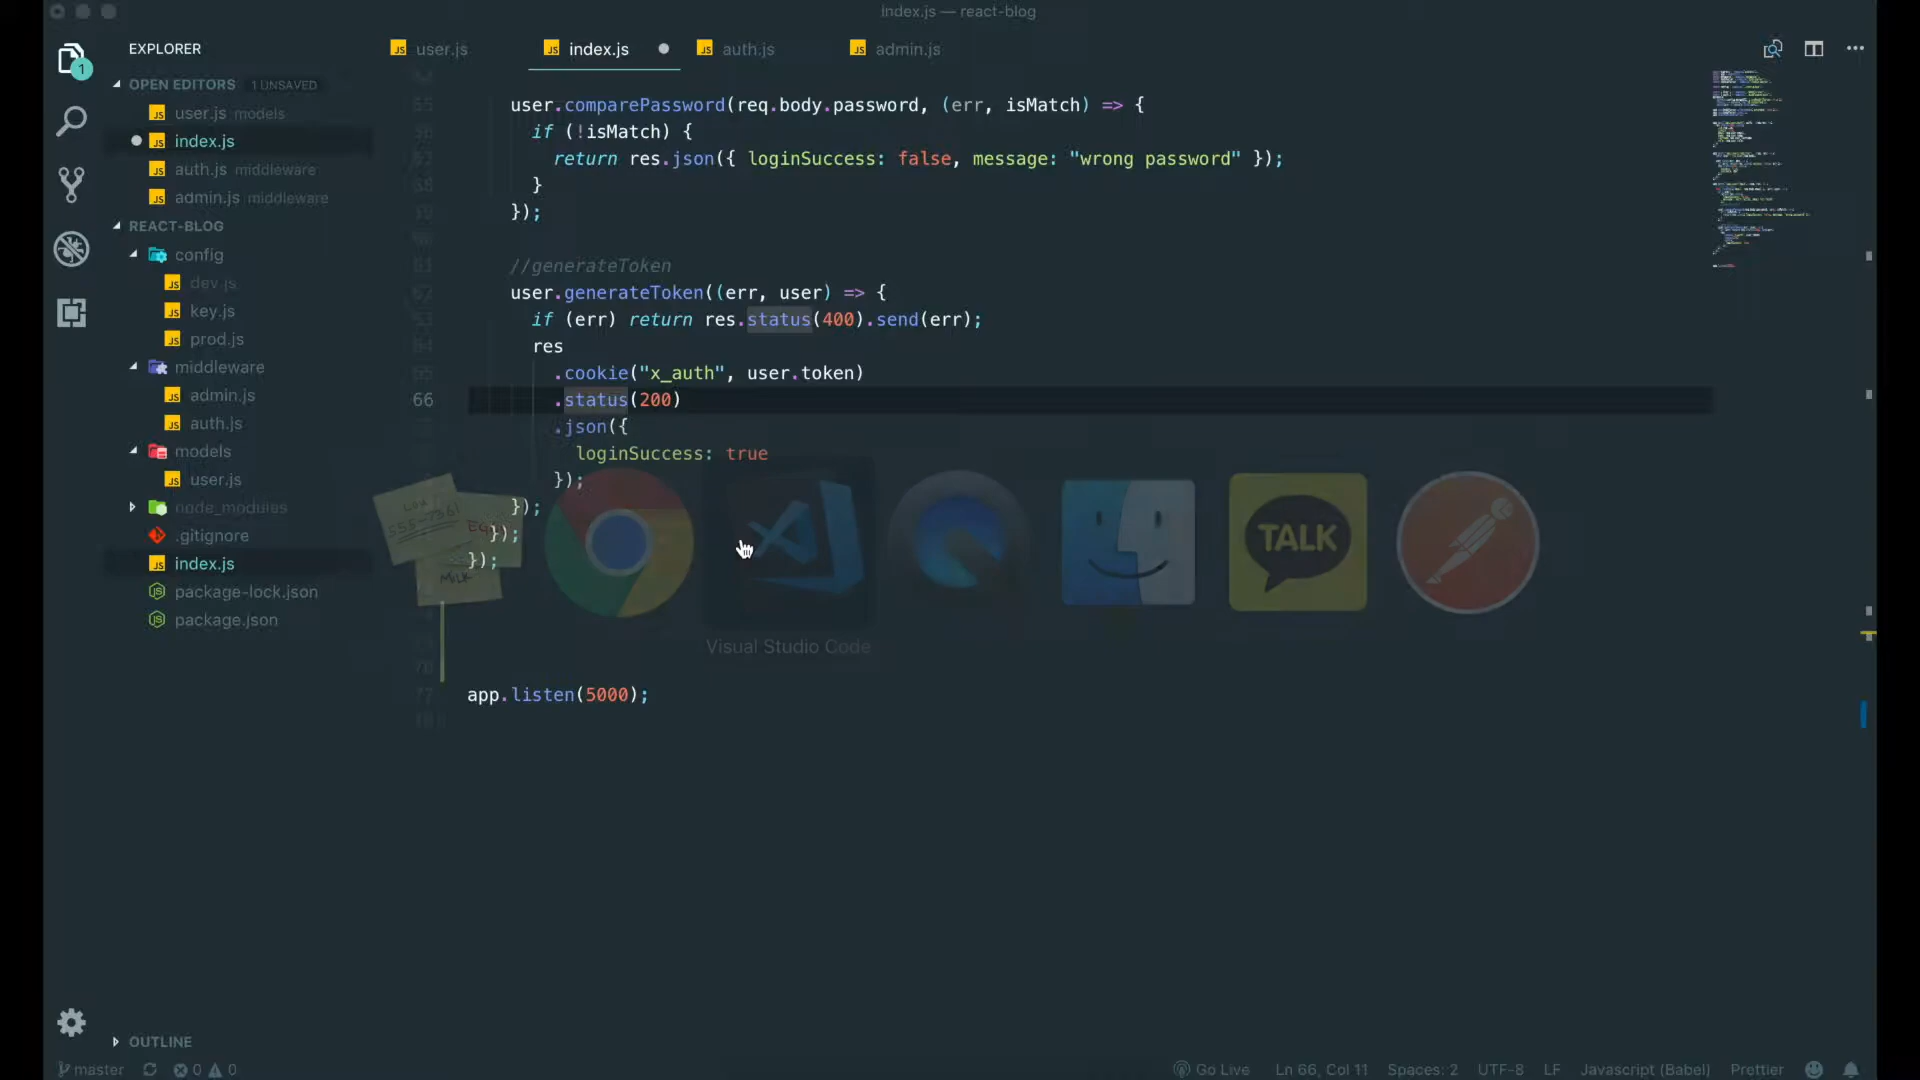 index.js — react-blog
EXPLORER
1
OPEN EDITORS 1 UNSAVED
user.js models
index.js
auth.js middleware
admin.js middleware
REACT-BLOG
config
dev.js
key.js
prod.js
middleware
admin.js
auth.js
models
user.js
node_modules
.gitignore
index.js
package-lock.json
package.json
OUTLINE
user.js
index.js
auth.js
admin.js
user.comparePassword(req.body.password, (err, isMatch) => {
if (!isMatch) {
return res.json({ loginSuccess: false, message: "wrong password" });
}
});
//generateToken
user.generateToken((err, user) => {
if (err) return res.status(400).send(err);
res
.cookie("x_auth", user.token)
66 .status(200)
.json({
loginSuccess: true
});
});
});
});
app.listen(5000);
TALK
Visual Studio Code
master 0 0
Go Live Ln 66, Col 11 Spaces: 2 UTF-8 LF Javascript (Babel) Prettier